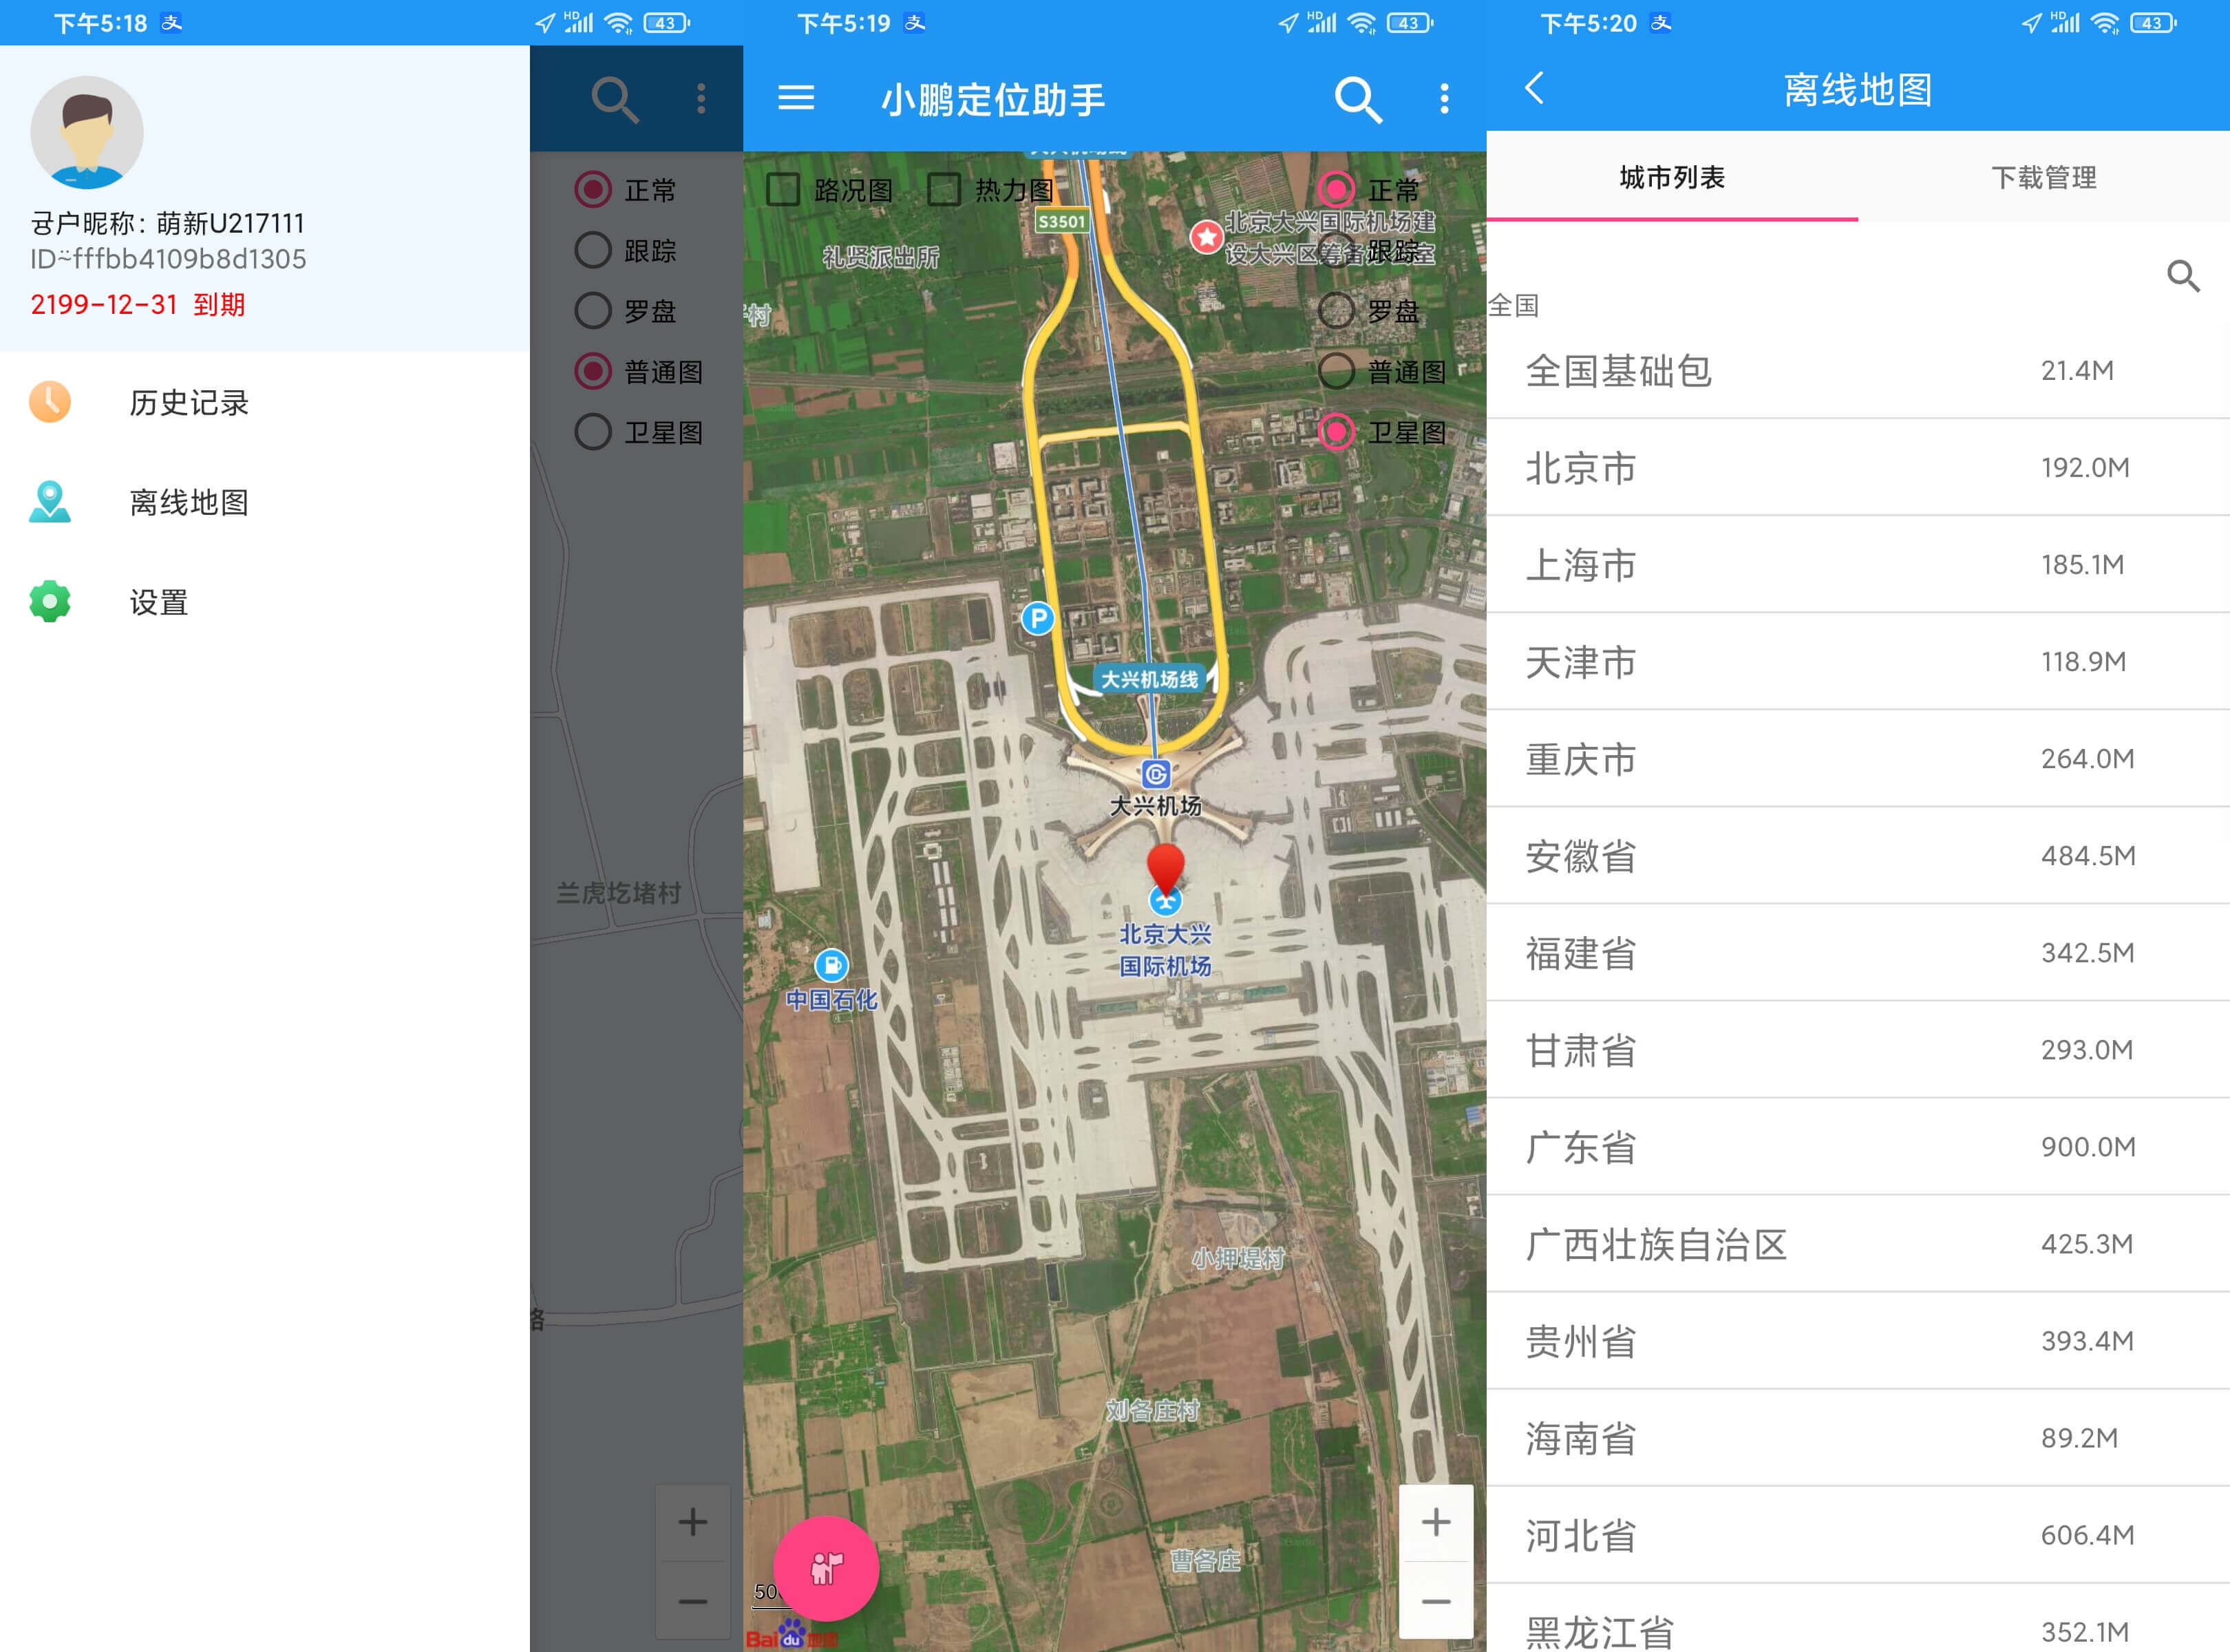 下午5:18 支
43
用户昵称: 萌新U217111
fffbb4109b8d1305
2199-12-31 到期
历史记录
离线地图
设置
正常
跟踪
罗盘
普通图
卫星图
兰虎圪堵村
路
下午5:19 支
43
小鹏定位助手
路况图
热力图
正常
跟踪
罗盘
普通图
卫星图
S3501
礼贤派出所
北京大兴国际机场建
设大兴区筹备
P
大兴机场线
大兴机场
北京大兴
国际机场
中国石化
小押堤村
刘各庄村
曹各庄
Baidu地图
下午5:20 支
43
离线地图
城市列表 下载管理
全国
全国基础包 21.4M
北京市 192.0M
上海市 185.1M
天津市 118.9M
重庆市 264.0M
安徽省 484.5M
福建省 342.5M
甘肃省 293.0M
广东省 900.0M
广西壮族自治区 425.3M
贵州省 393.4M
海南省 89.2M
河北省 606.4M
黑龙江省 352.1M